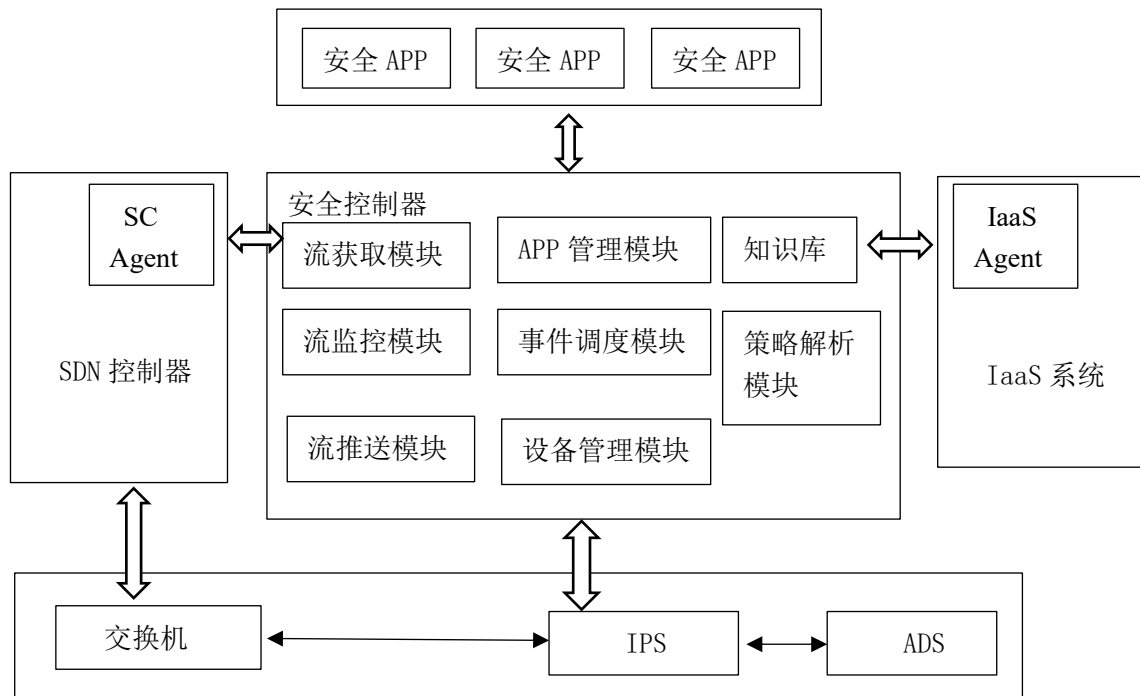 安全 APP
安全 APP
安全 APP
SC
Agent
SDN 控制器
安全控制器
流获取模块
APP 管理模块
知识库
流监控模块
事件调度模块
策略解析
模块
流推送模块
设备管理模块
IaaS
Agent
IaaS 系统
交换机
IPS
ADS